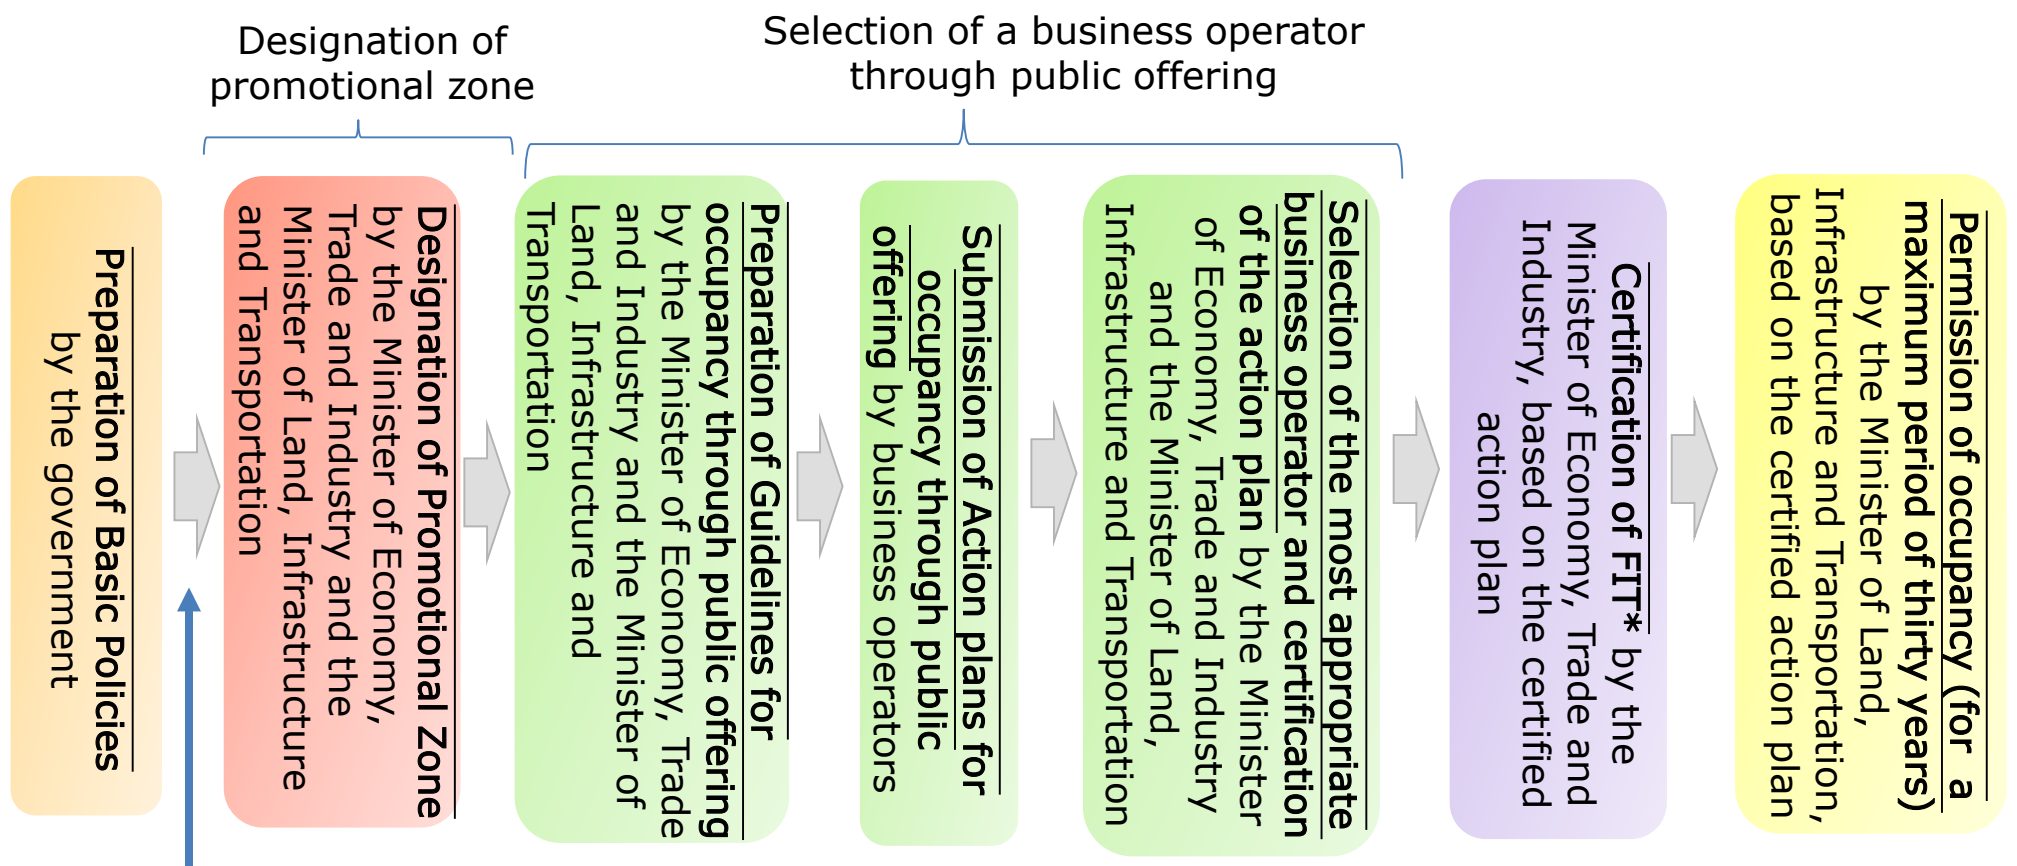 Designation of
promotional zone
Selection of a business operator
through public offering
Preparation of Basic Policies
by the government
Designation of Promotional Zone
by the Minister of Economy,
Trade and Industry and the
Minister of Land, Infrastructure
and Transportation
Preparation of Guidelines for
occupancy through public offering
by the Minister of Economy, Trade
and Industry and the Minister of
Land, Infrastructure and
Transportation
Submission of Action plans for
occupancy through public
offering by business operators
Selection of the most appropriate
business operator and certification
of the action plan by the Minister
of Economy, Trade and Industry
and the Minister of Land,
Infrastructure and Transportation
Certification of FIT* by the
Minister of Economy, Trade and
Industry, based on the certified
action plan
Permission of occupancy (for a
maximum period of thirty years)
by the Minister of Land,
Infrastructure and Transportation,
based on the certified action plan